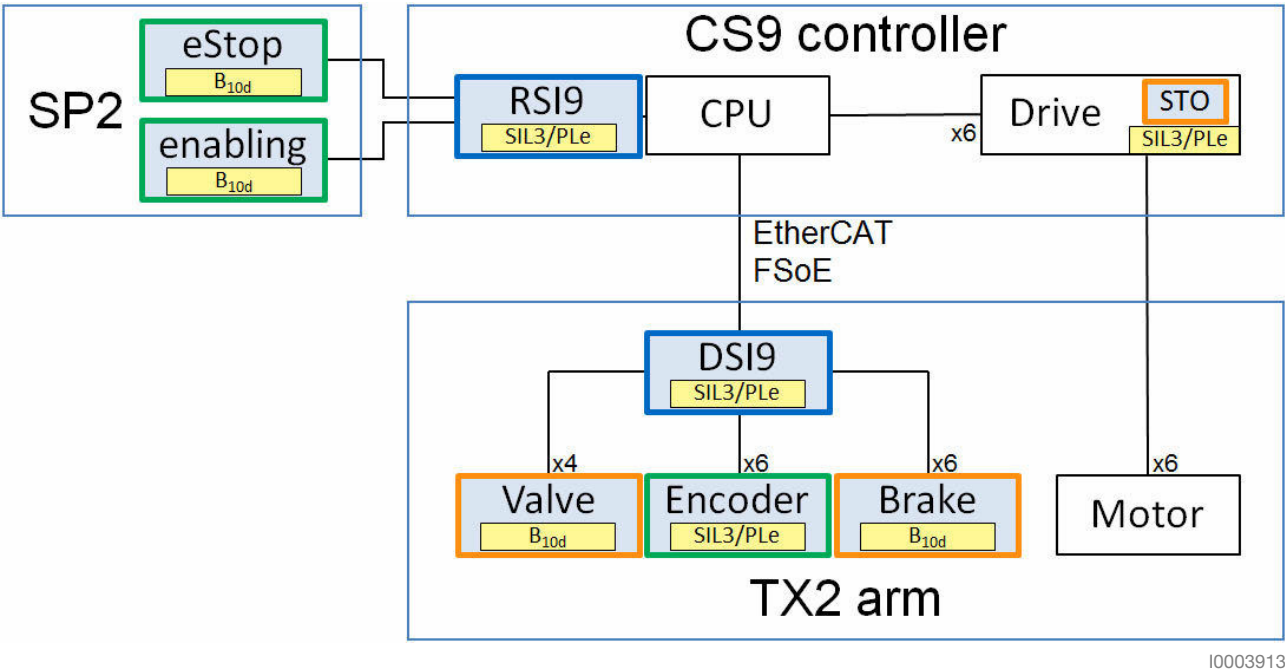 SP2
eStop
B10d
enabling
B10d
CS9 controller
RSI9
SIL3/PLe
CPU
x6
Drive
STO
SIL3/PLe
EtherCAT
FSoE
DSI9
SIL3/PLe
x4
x6
x6
x6
Valve
B10d
Encoder
SIL3/PLe
Brake
B10d
Motor
TX2 arm
I0003913